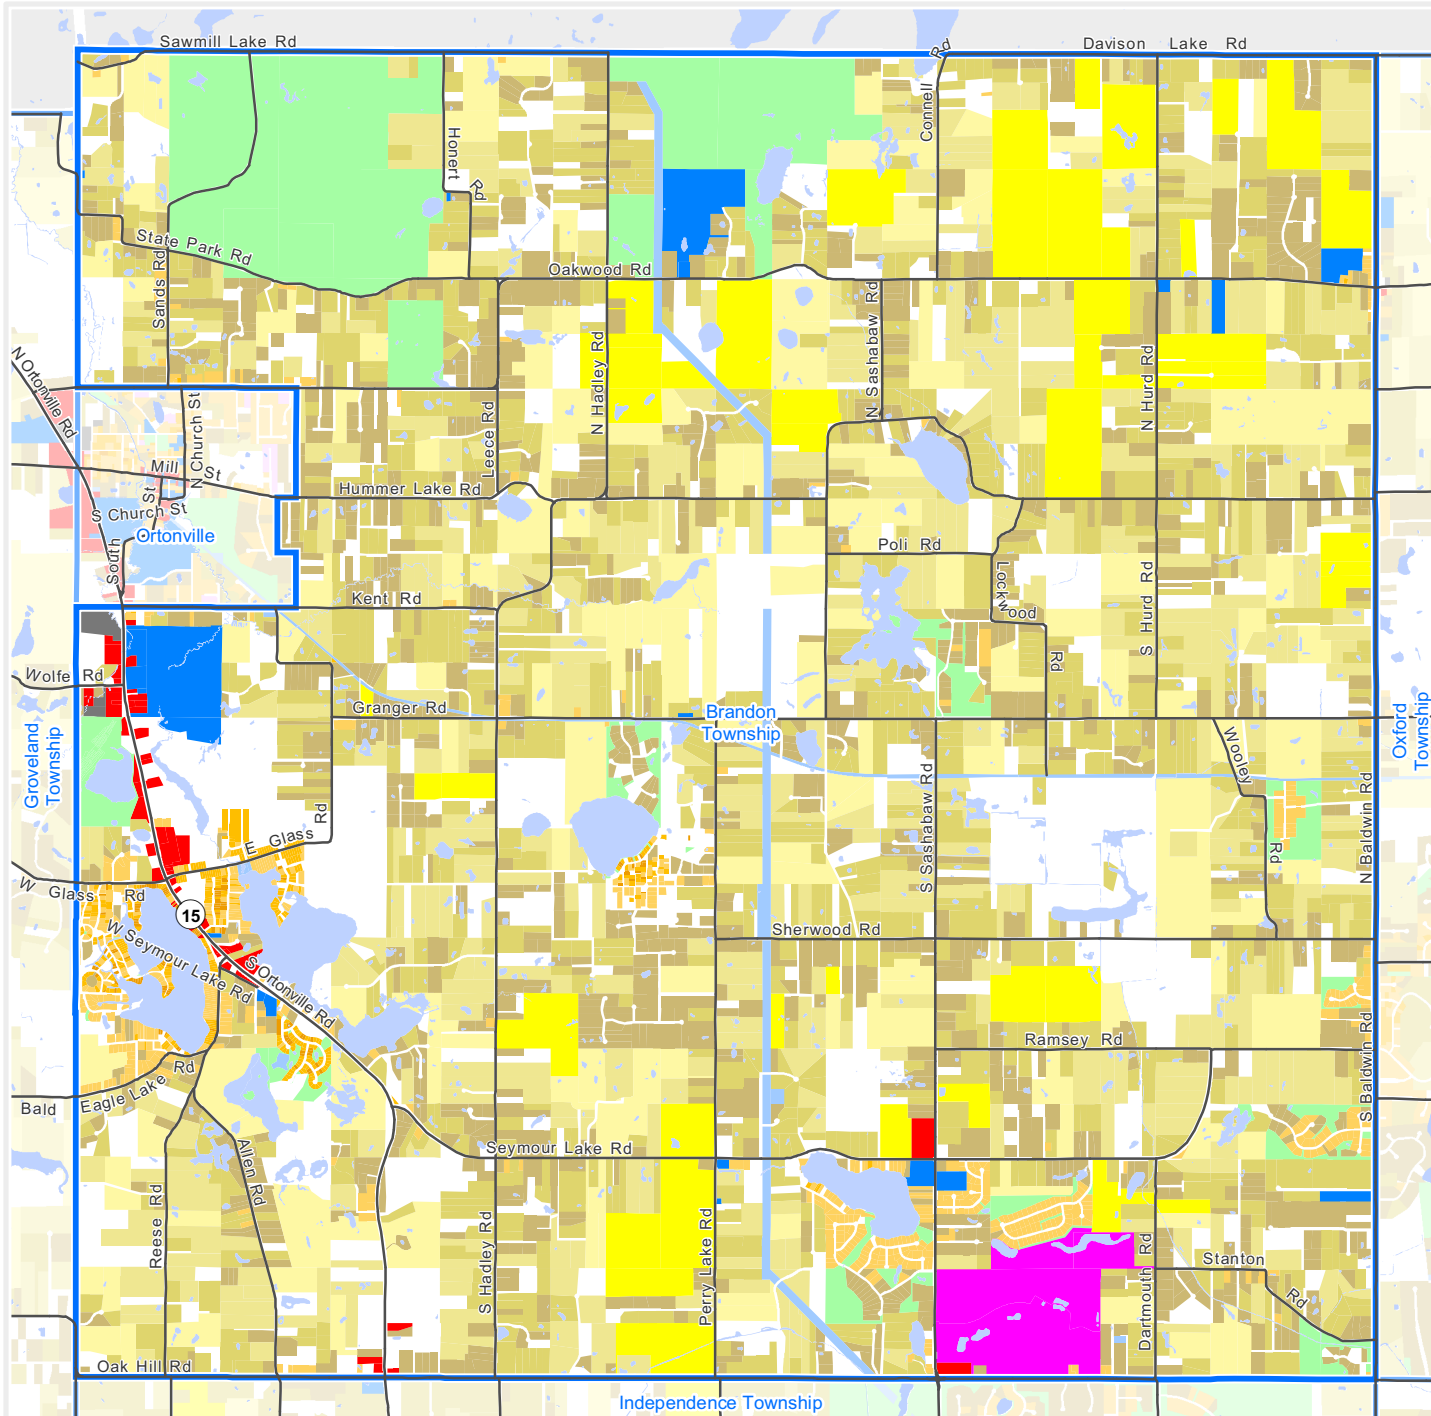 Sawmill Lake Rd
Davison Lake Rd
Connell Rd
Honert Rd
State Park Rd
Sands Rd
Oakwood Rd
N Hadley Rd
N Sashabaw Rd
N Hurd Rd
N Ortonville Rd
N Church St
Leece Rd
Mill St
Hummer Lake Rd
S Church St
Ortonville
South St
Poli Rd
Lockwood Rd
S Hurd Rd
Kent Rd
Wolfe Rd
Granger Rd
Brandon
Township
Groveland
Township
Oxford
Township
Wooley Rd
S Sashabaw Rd
N Baldwin Rd
E Glass Rd
W Glass Rd
15
W Seymour Lake Rd
S Ortonville Rd
Sherwood Rd
Ramsey Rd
S Baldwin Rd
Bald Eagle Lake Rd
Allen Rd
Seymour Lake Rd
Reese Rd
S Hadley Rd
Perry Lake Rd
Dartmouth Rd
Stanton Rd
Oak Hill Rd
Independence Township